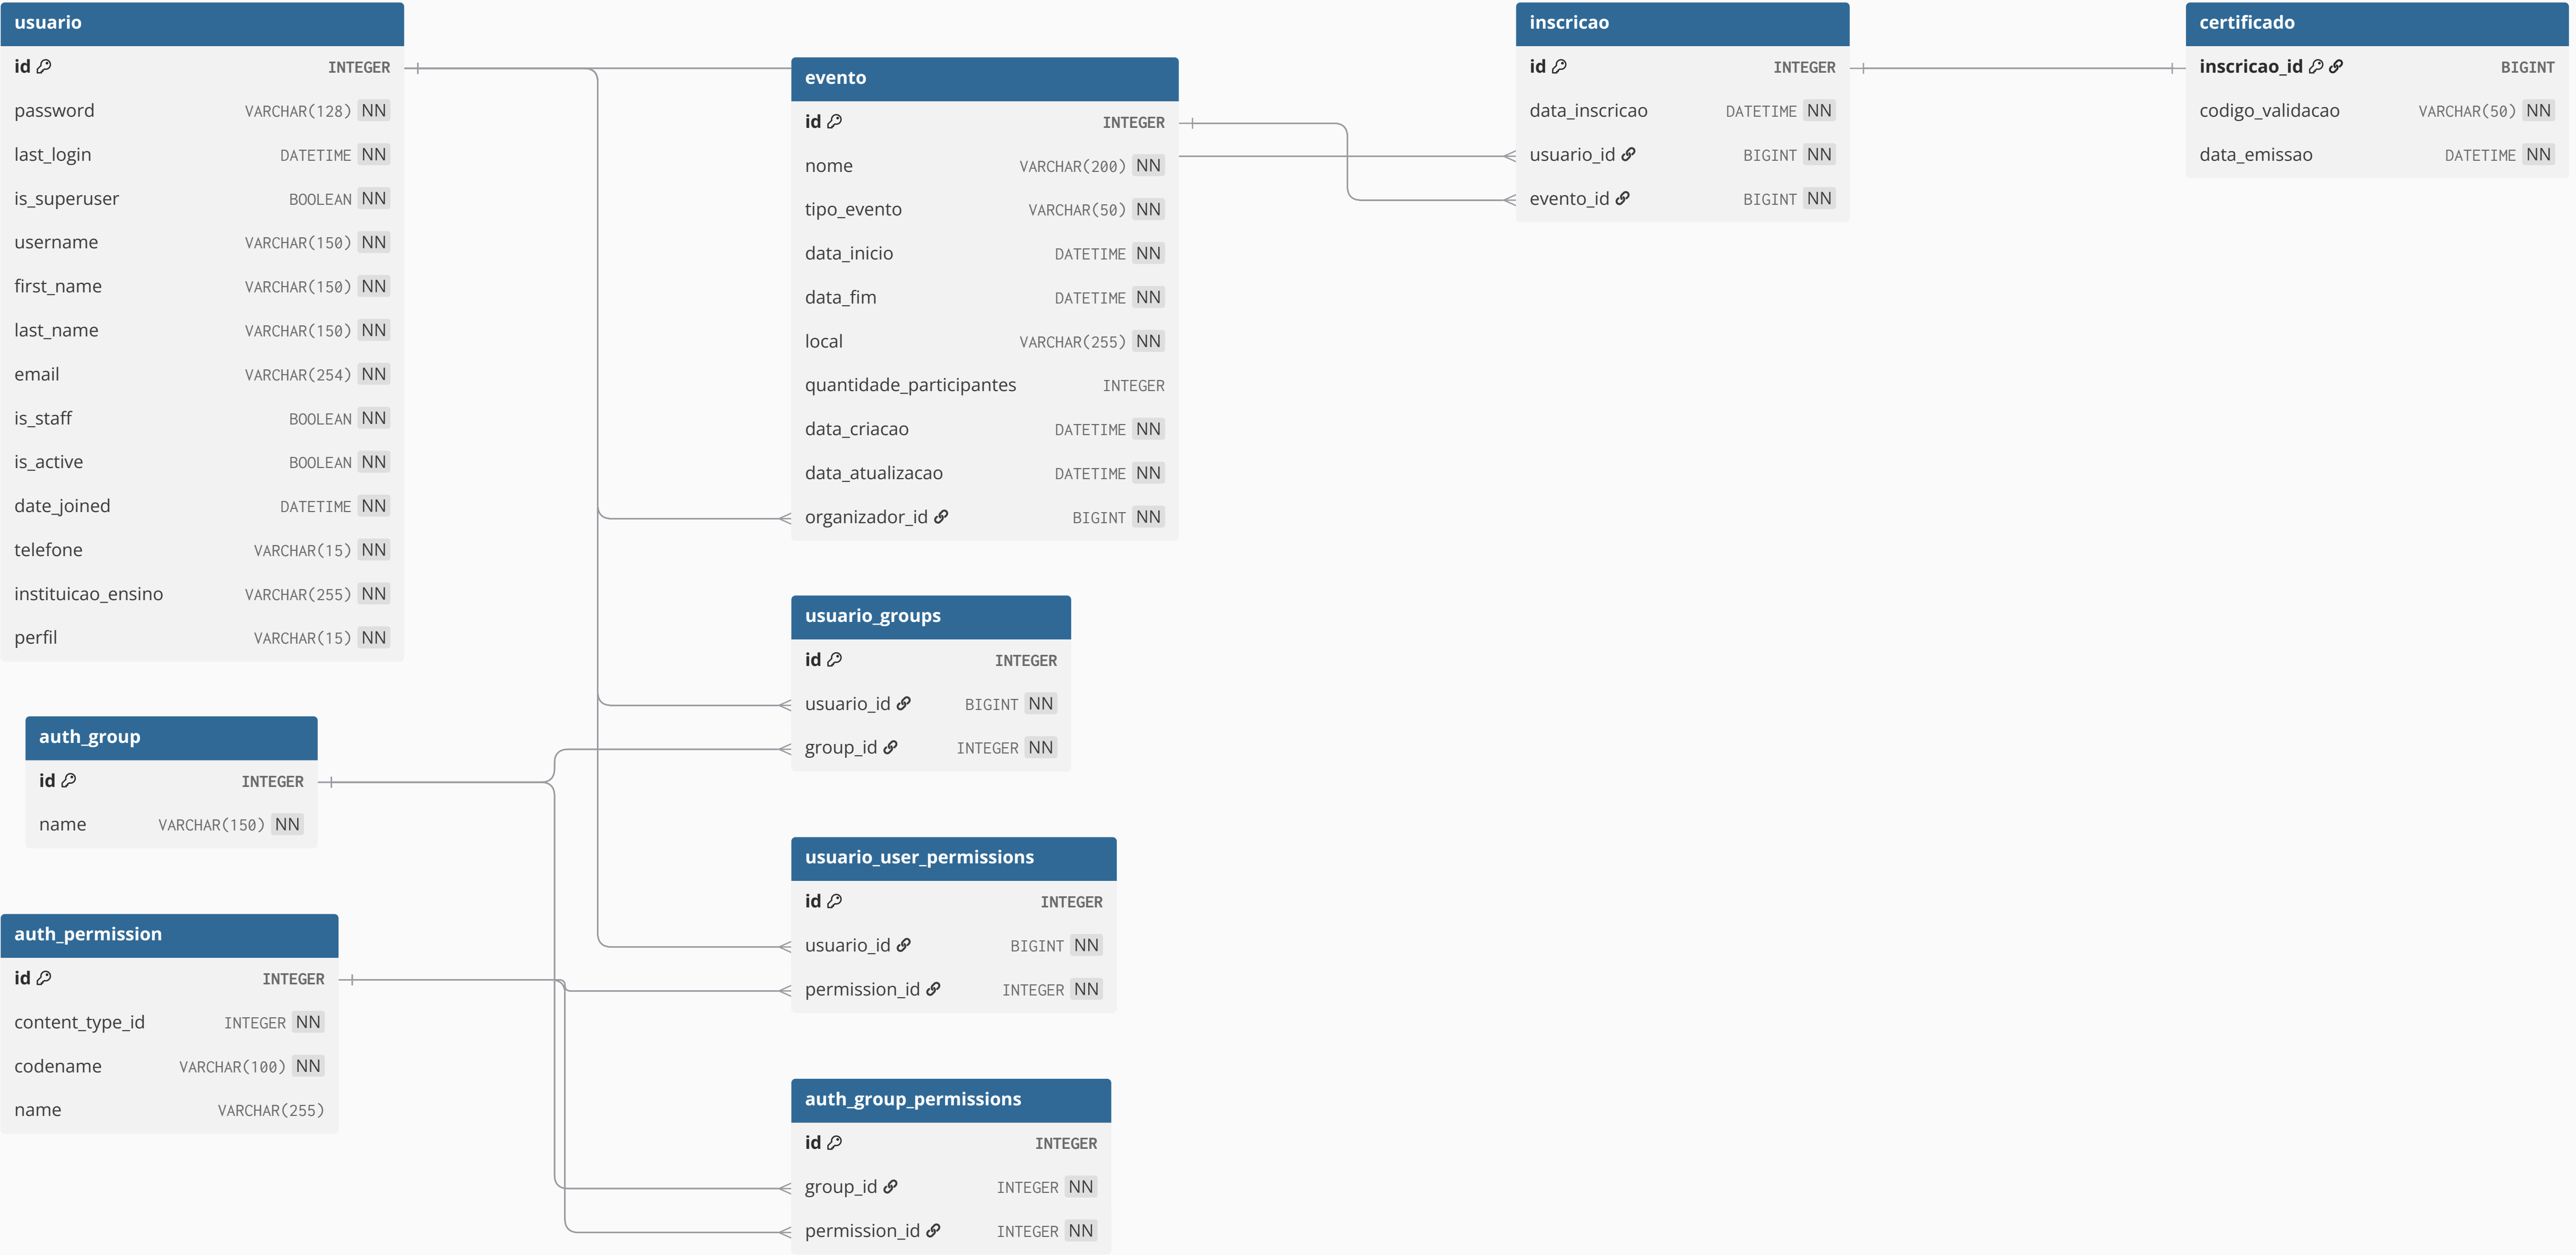 usuario
id INTEGER
password VARCHAR(128) NN
last_login DATETIME NN
is_superuser BOOLEAN NN
username VARCHAR(150) NN
first_name VARCHAR(150) NN
last_name VARCHAR(150) NN
email VARCHAR(254) NN
is_staff BOOLEAN NN
is_active BOOLEAN NN
date_joined DATETIME NN
telefone VARCHAR(15) NN
instituicao_ensino VARCHAR(255) NN
perfil VARCHAR(15) NN
auth_group
id INTEGER
name VARCHAR(150) NN
auth_permission
id INTEGER
content_type_id INTEGER NN
codename VARCHAR(100) NN
name VARCHAR(255)
evento
id INTEGER
nome VARCHAR(200) NN
tipo_evento VARCHAR(50) NN
data_inicio DATETIME NN
data_fim DATETIME NN
local VARCHAR(255) NN
quantidade_participantes INTEGER
data_criacao DATETIME NN
data_atualizacao DATETIME NN
organizador_id BIGINT NN
usuario_groups
id INTEGER
usuario_id BIGINT NN
group_id INTEGER NN
usuario_user_permissions
id INTEGER
usuario_id BIGINT NN
permission_id INTEGER NN
auth_group_permissions
id INTEGER
group_id INTEGER NN
permission_id INTEGER NN
inscricao
id INTEGER
data_inscricao DATETIME NN
usuario_id BIGINT NN
evento_id BIGINT NN
certificado
inscricao_id BIGINT
codigo_validacao VARCHAR(50) NN
data_emissao DATETIME NN